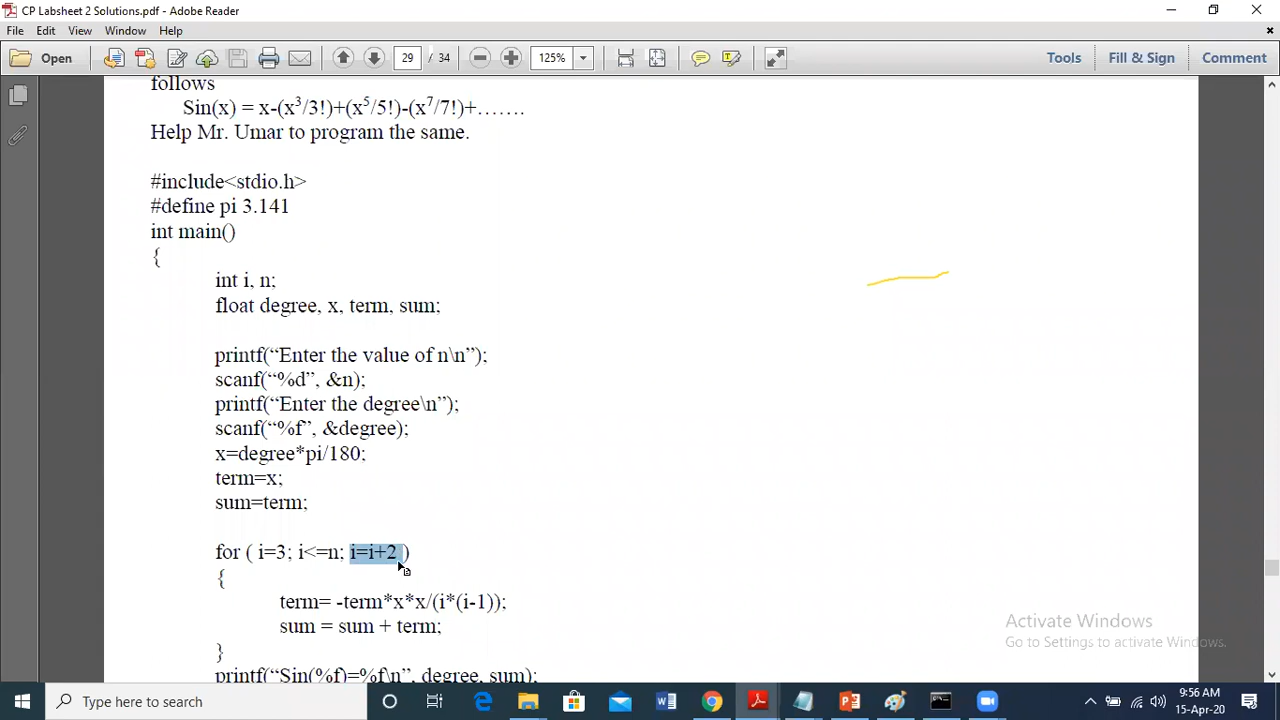 CP Labsheet 2 Solutions.pdf - Adobe Reader
File Edit View Window Help
Open 29 / 34 125% Tools Fill & Sign Comment
follows
Sin(x) = x-(x³/3!)+(x⁵/5!)-(x⁷/7!)+…….
Help Mr. Umar to program the same.
#include<stdio.h>
#define pi 3.141
int main()
{
int i, n;
float degree, x, term, sum;
printf(“Enter the value of n\n”);
scanf(“%d”, &n);
printf(“Enter the degree\n”);
scanf(“%f”, &degree);
x=degree*pi/180;
term=x;
sum=term;
for ( i=3; i<=n; i=i+2 )
{
term= -term*x*x/(i*(i-1));
sum = sum + term;
}
printf(“Sin(%f)=%f\n”, degree, sum);
Activate Windows
Go to Settings to activate Windows.
Type here to search
9:56 AM
15-Apr-20